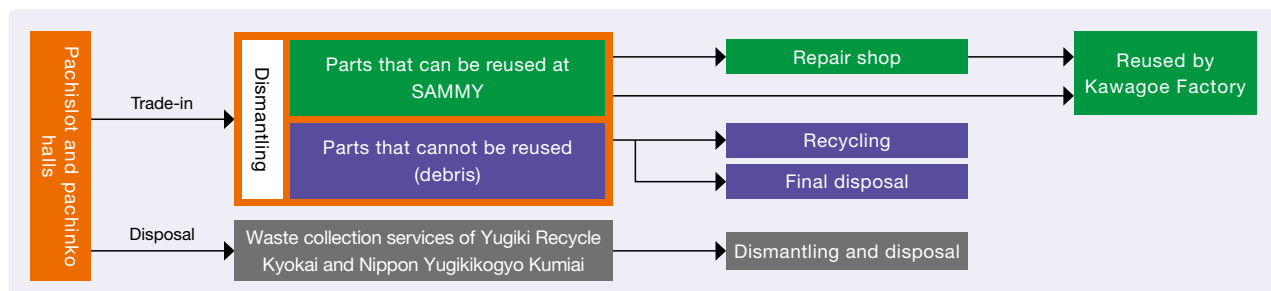 Pachislot and pachinko
halls
Trade-in
Dismantling
Parts that can be reused at
SAMMY
Repair shop
Reused by
Kawagoe Factory
Parts that cannot be reused
(debris)
Recycling
Final disposal
Disposal
Waste collection services of Yugiki Recycle
Kyokai and Nippon Yugikikogyo Kumiai
Dismantling and disposal